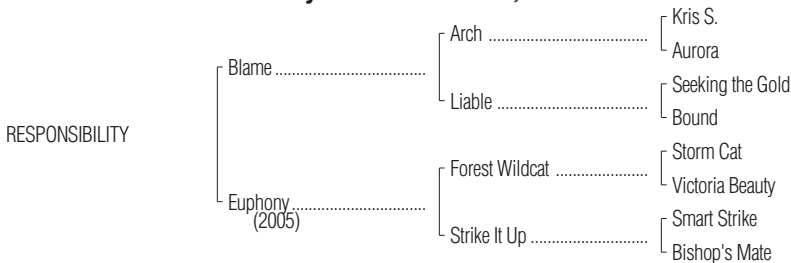 Kris S.
Arch ........................................
Aurora
Blame ......................................
Seeking the Gold
Liable ......................................
Bound
RESPONSIBILITY
Storm Cat
Forest Wildcat .......................
Victoria Beauty
Euphony ..................................
(2005)
Smart Strike
Strike It Up .............................
Bishop's Mate